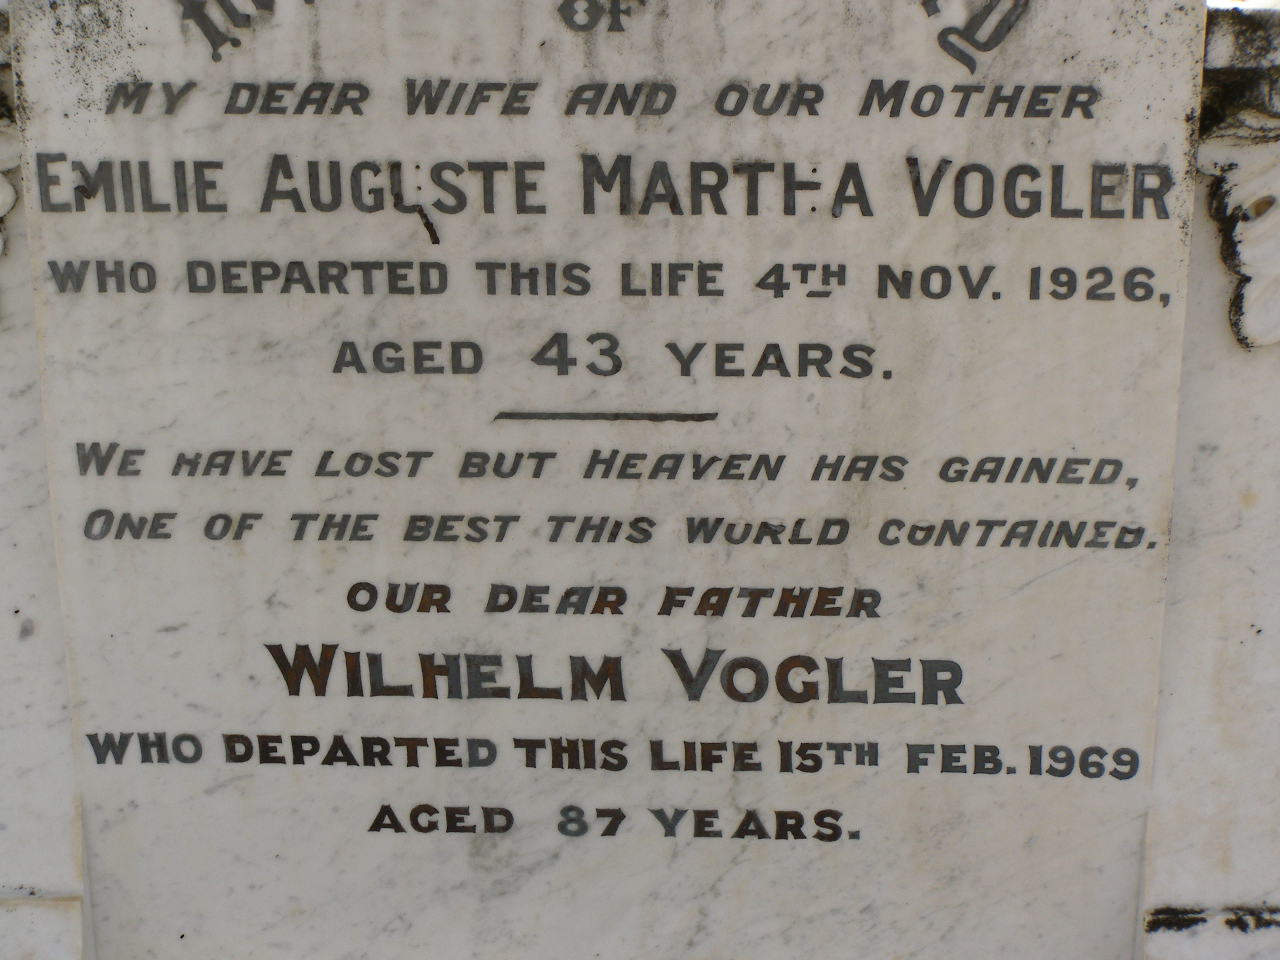 OF
MY DEAR WIFE AND OUR MOTHER
EMILIE AUGUSTE MARTHA VOGLER
WHO DEPARTED THIS LIFE 4TH NOV. 1926,
AGED 43 YEARS.
WE HAVE LOST BUT HEAVEN HAS GAINED,
ONE OF THE BEST THIS WORLD CONTAINED.
OUR DEAR FATHER
WILHELM VOGLER
WHO DEPARTED THIS LIFE 15TH FEB. 1969
AGED 87 YEARS.